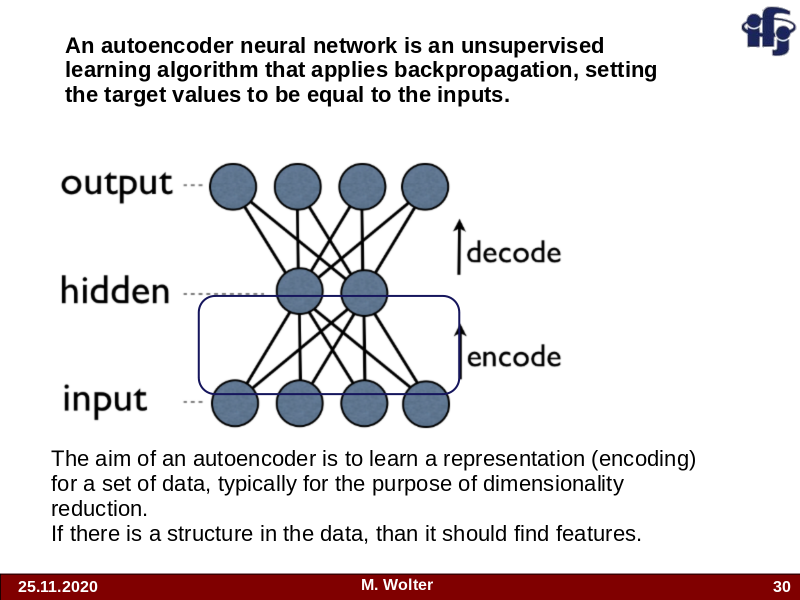 An autoencoder neural network is an unsupervised
learning algorithm that applies backpropagation, setting
the target values to be equal to the inputs.
ifj
output
decode
hidden
encode
input
The aim of an autoencoder is to learn a representation (encoding)
for a set of data, typically for the purpose of dimensionality
reduction.
If there is a structure in the data, than it should find features.
25.11.2020
M. Wolter
30